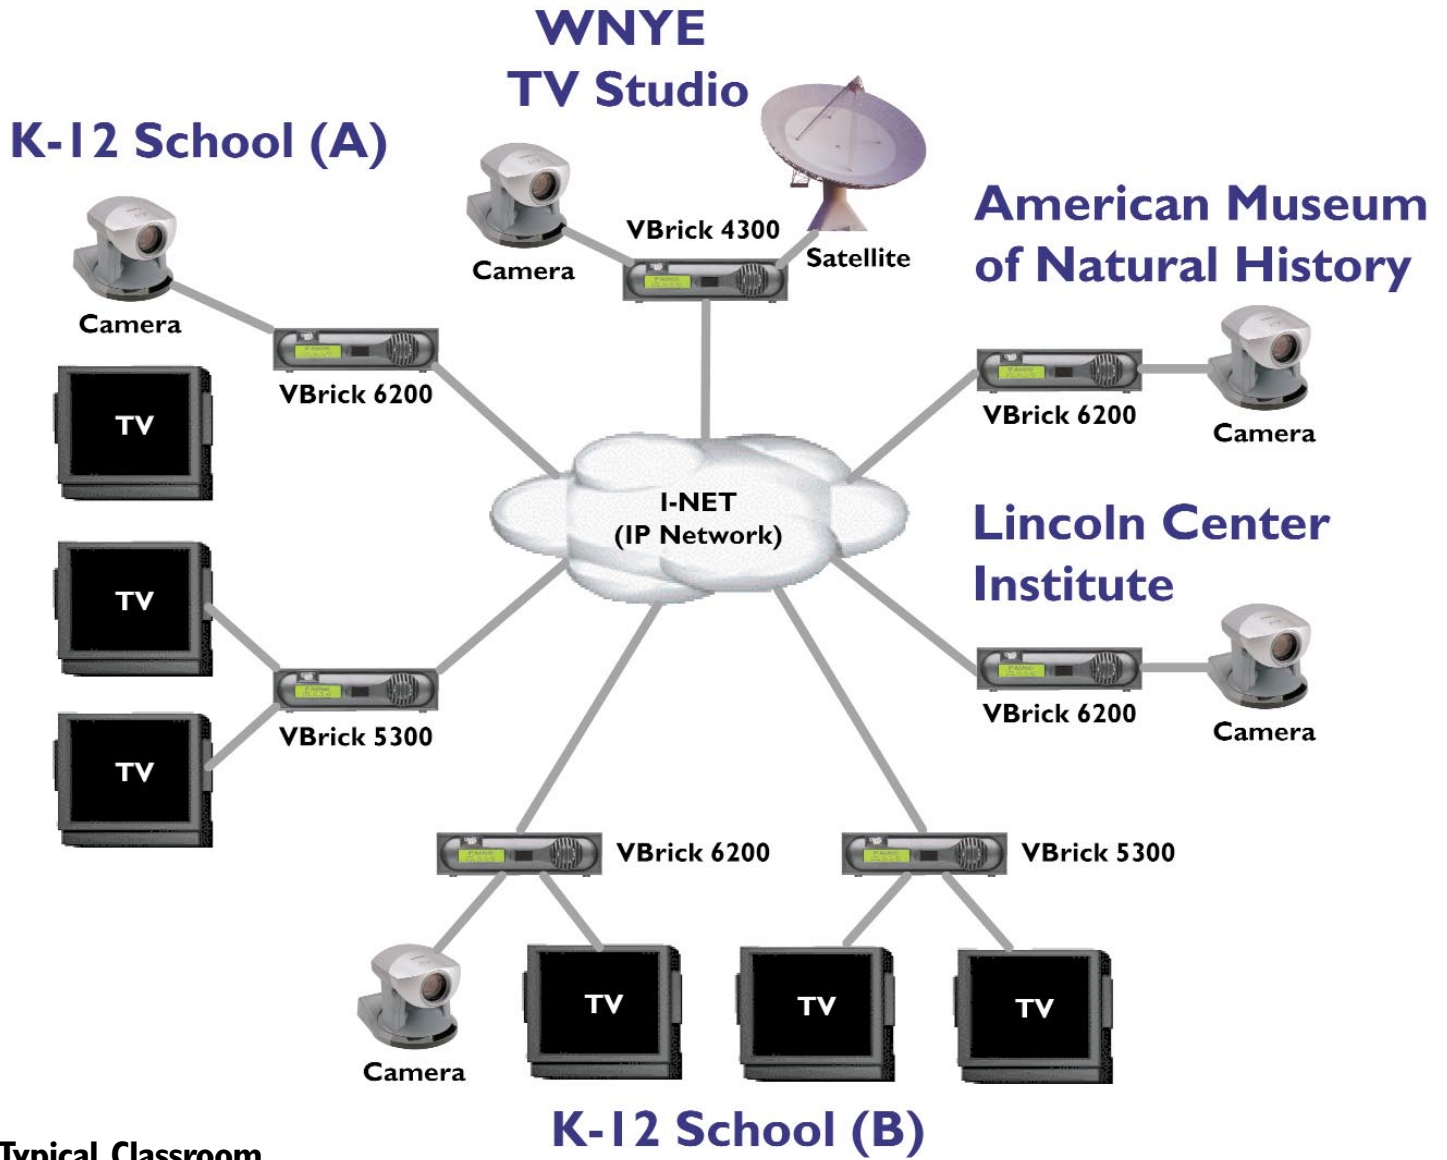 WNYE
TV Studio
K-12 School (A)
Camera
VBrick 4300
Satellite
American Museum
of Natural History
Camera
VBrick 6200
TV
VBrick 6200
Camera
I-NET
(IP Network)
Lincoln Center
Institute
TV
VBrick 5300
TV
VBrick 6200
Camera
VBrick 6200
VBrick 5300
Camera
TV
TV
TV
K-12 School (B)
Typical Classroom